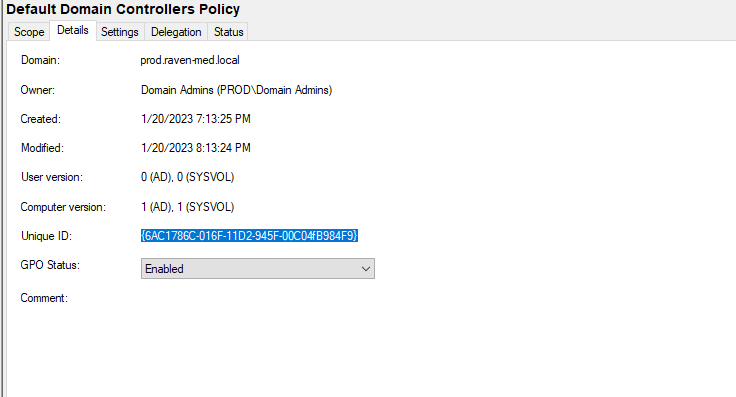 Default Domain Controllers Policy
Scope Details Settings Delegation Status
Domain: prod.raven-med.local
Owner: Domain Admins (PROD\Domain Admins)
Created: 1/20/2023 7:13:25 PM
Modified: 1/20/2023 8:13:24 PM
User version: 0 (AD), 0 (SYSVOL)
Computer version: 1 (AD), 1 (SYSVOL)
Unique ID: {6AC1786C-016F-11D2-945F-00C04fB984F9}
GPO Status: Enabled
Comment: